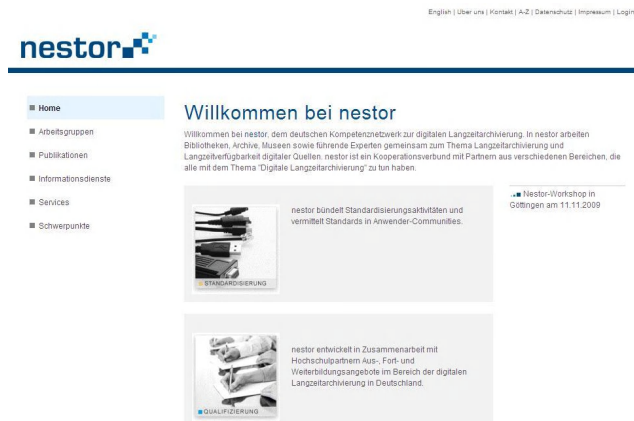 English | Über uns | Kontakt | A-Z | Datenschutz | Impressum | Login
nestor
Home
Arbeitsgruppen
Publikationen
Informationsdienste
Services
Schwerpunkte
Willkommen bei nestor
Willkommen bei nestor, dem deutschen Kompetenznetzwerk zur digitalen Langzeitarchivierung. In nestor arbeiten
Bibliotheken, Archive, Museen sowie führende Experten gemeinsam zum Thema Langzeitarchivierung und
Langzeitverfügbarkeit digitaler Quellen. nestor ist ein Kooperationsverbund mit Partnern aus verschiedenen Bereichen, die
alle mit dem Thema "Digitale Langzeitarchivierung" zu tun haben.
nestor bündelt Standardisierungsaktivitäten und
vermittelt Standards in Anwender-Communities.
STANDARDISIERUNG
Nestor-Workshop in
Göttingen am 11.11.2009
nestor entwickelt in Zusammenarbeit mit
Hochschulpartnern Aus-, Fort- und
Weiterbildungsangebote im Bereich der digitalen
Langzeitarchivierung in Deutschland.
QUALIFIZIERUNG